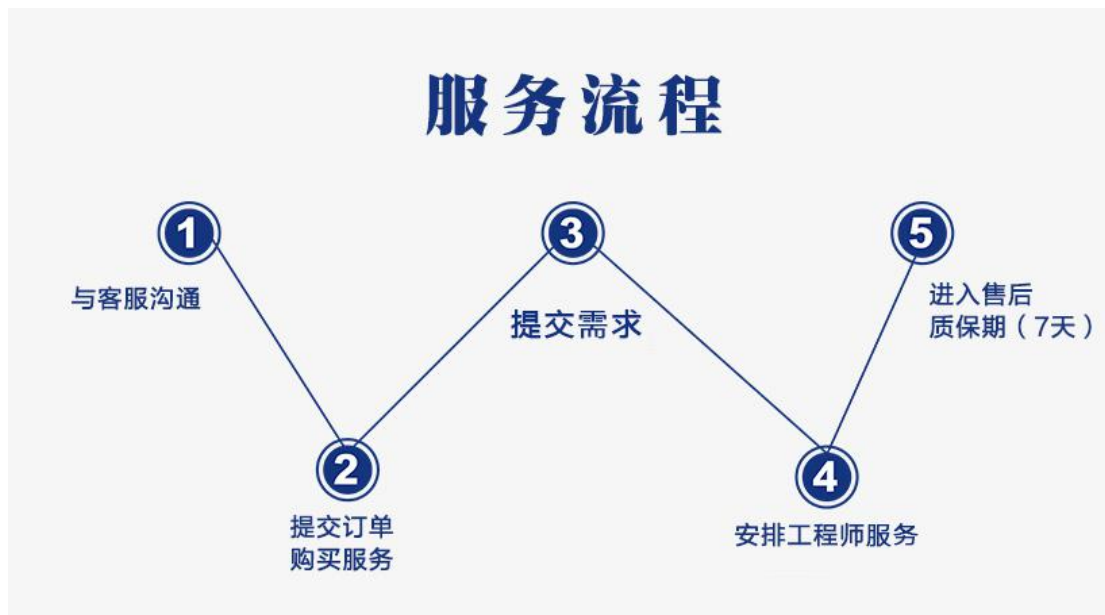 服务流程
1
与客服沟通
2
提交订单
购买服务
3
提交需求
4
安排工程师服务
5
进入售后
质保期（7天）